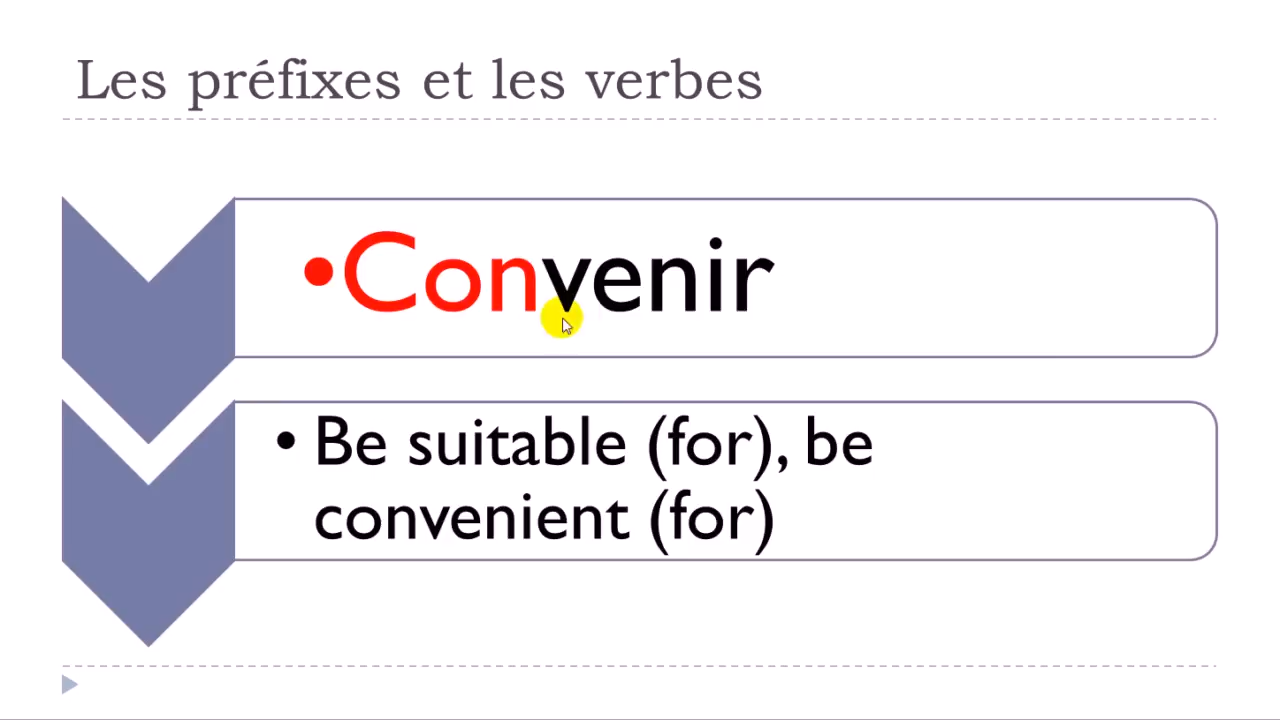 Les préfixes et les verbes
•Convenir
• Be suitable (for), be
convenient (for)